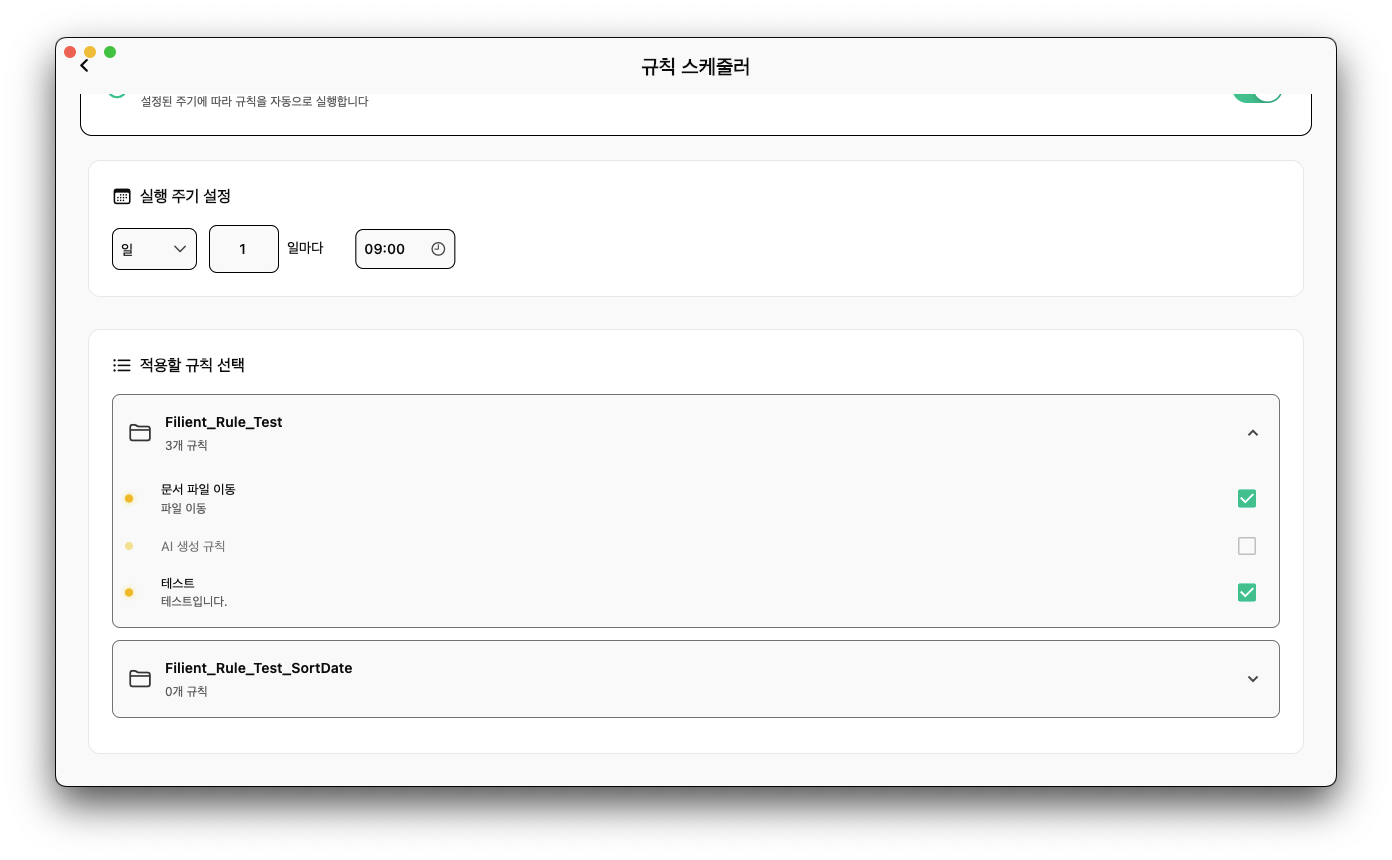 규칙 스케줄러
설정된 주기에 따라 규칙을 자동으로 실행합니다
실행 주기 설정
일 1 일마다 09:00
적용할 규칙 선택
Filient_Rule_Test
3개 규칙
문서 파일 이동
파일 이동
AI 생성 규칙
테스트
테스트입니다.
Filient_Rule_Test_SortDate
0개 규칙